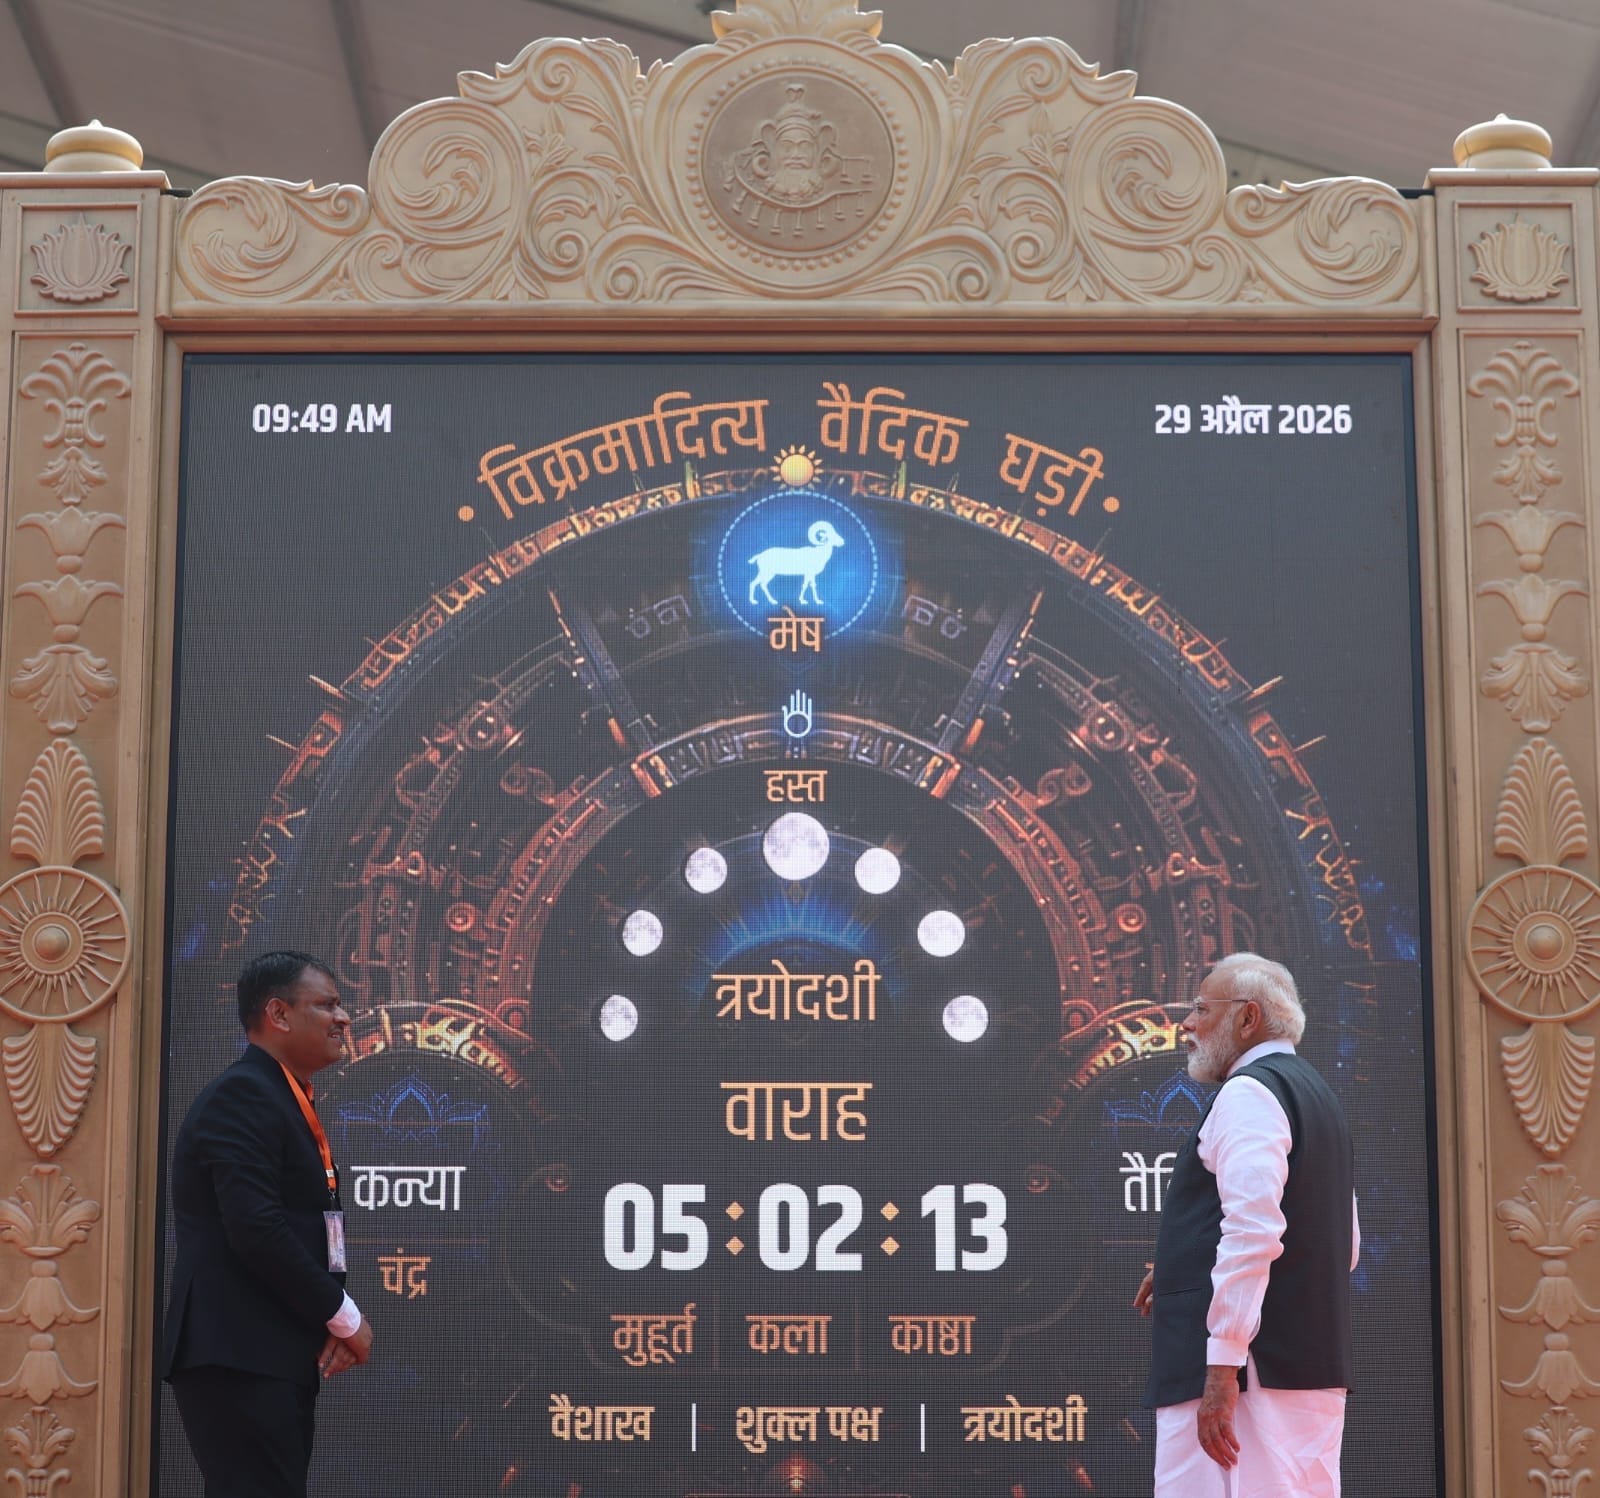 09:49 AM
29 अप्रैल 2026
• विक्रमादित्य वैदिक घड़ी •
मेष
हस्त
त्रयोदशी
वाराह
कन्या
05 : 02 : 13
चंद्र
मुहूर्त कला काष्ठा
वैशाख | शुक्ल पक्ष | त्रयोदशी